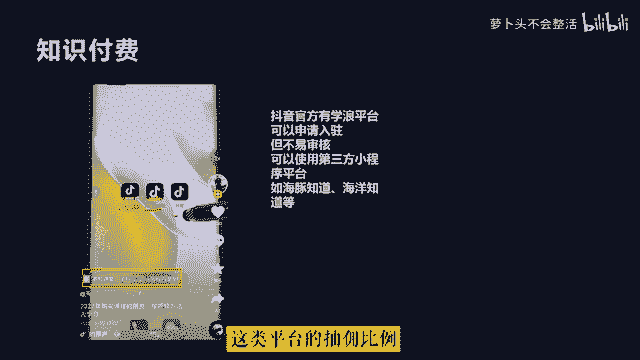 萝卜头不会整活 bilibili
知识付费
抖音官方有学浪平台
可以申请入驻
但不易审核
可以使用第三方小程
序平台
如海豚知道、海洋知
道等
这类平台的抽佣比例